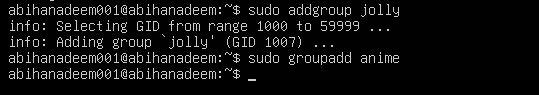 abihanadeem001@abihanadeem:~$ sudo addgroup jolly
info: Selecting GID from range 1000 to 59999 ...
info: Adding group `jolly' (GID 1007) ...
abihanadeem001@abihanadeem:~$ sudo groupadd anime
abihanadeem001@abihanadeem:~$ _